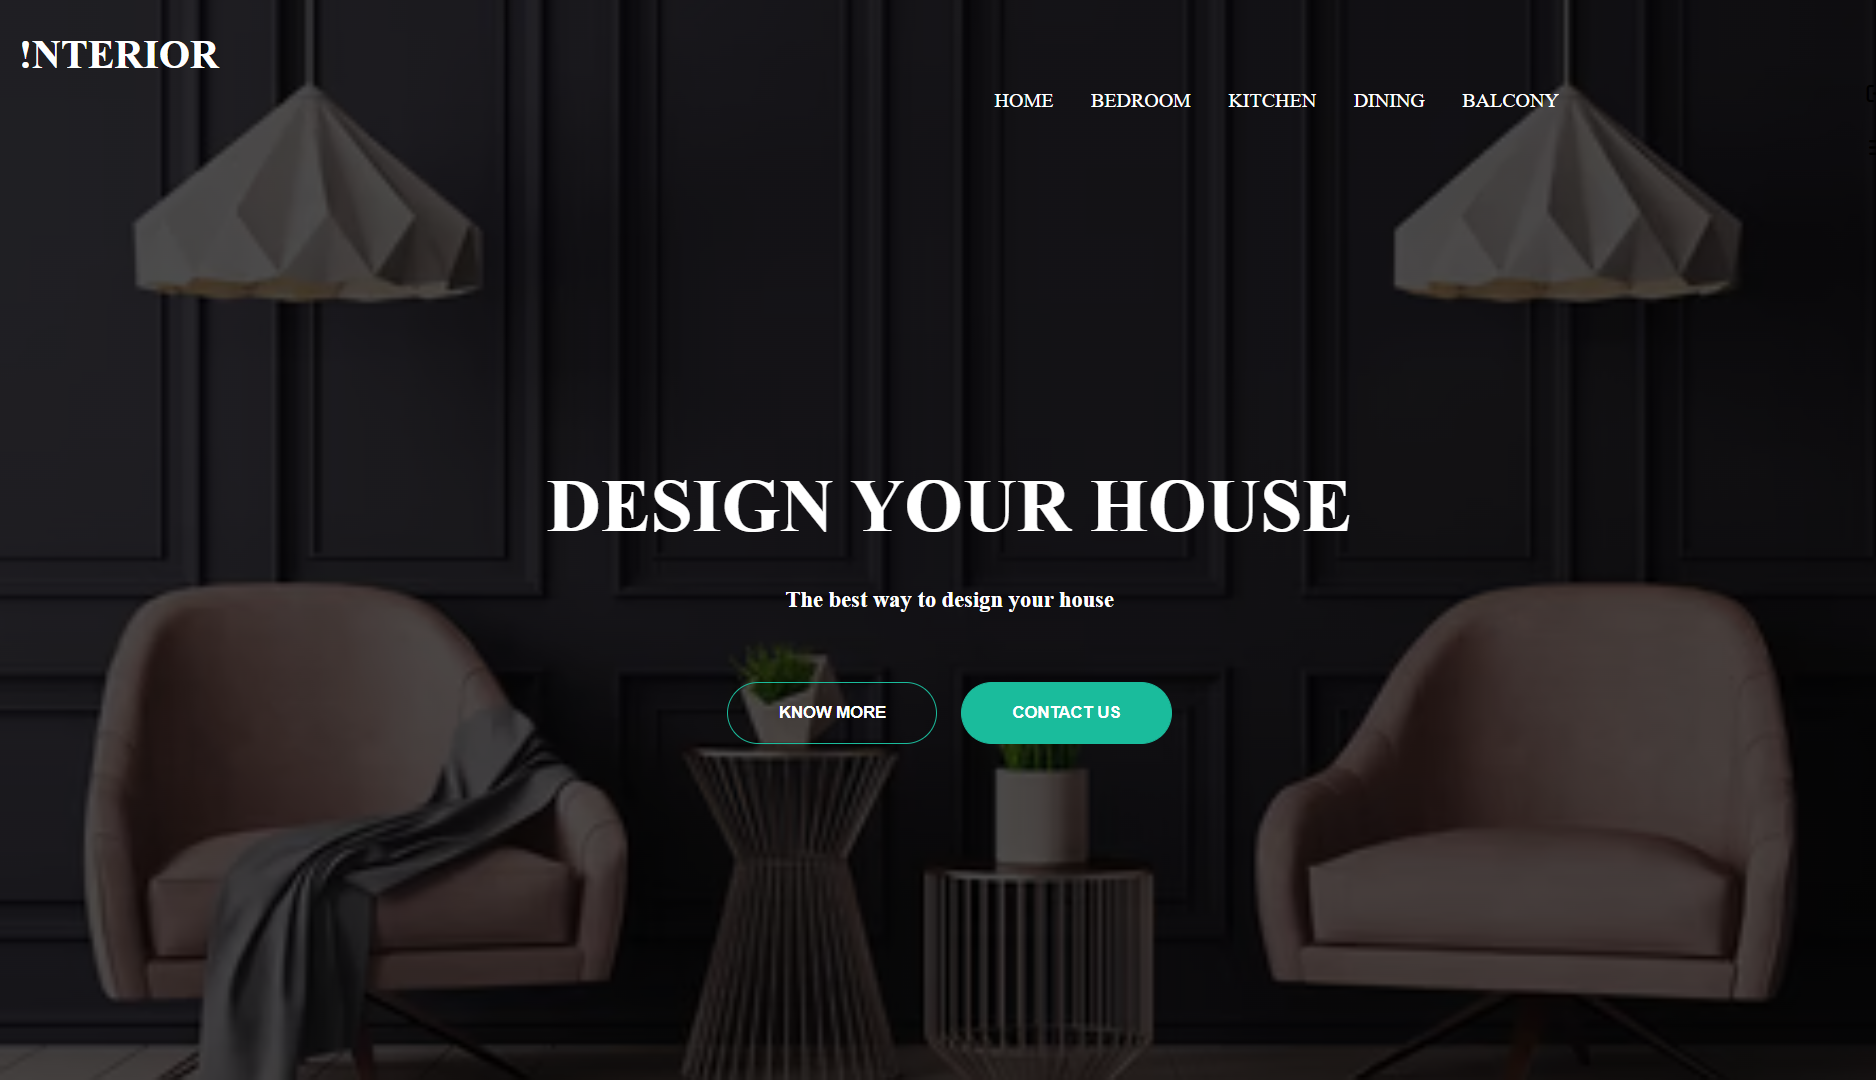 !NTERIOR
HOME BEDROOM KITCHEN DINING BALCONY
DESIGN YOUR HOUSE
The best way to design your house
KNOW MORE CONTACT US